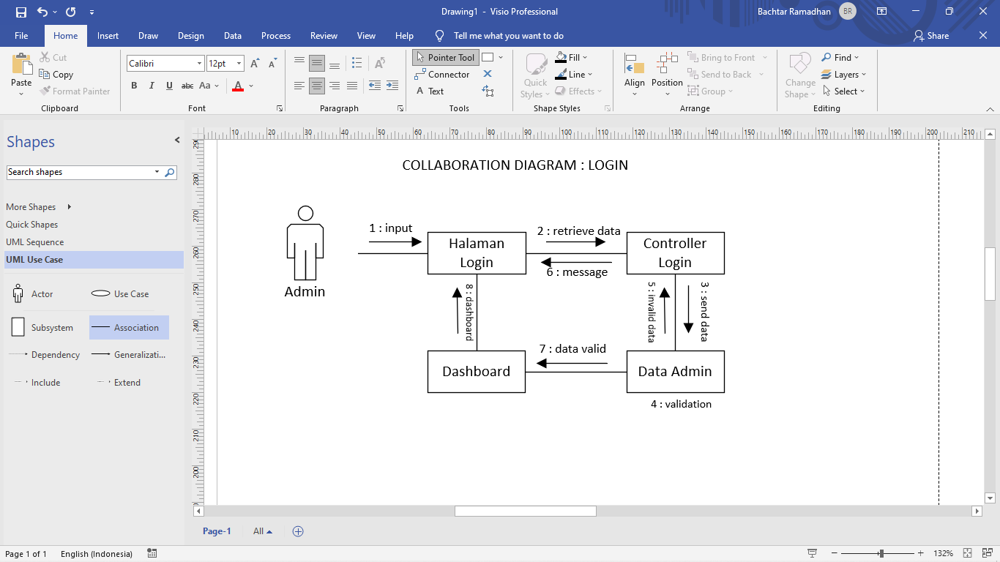 Drawing1 - Visio Professional
Bachtar Ramadhan
BR
File
Home
Insert
Draw
Design
Data
Process
Review
View
Help
Tell me what you want to do
Share
Paste
Cut
Copy
Format Painter
Clipboard
Calibri
12pt
A
A
B
I
U
abc
Aa
A
Font
A
Paragraph
Pointer Tool
Connector
A Text
Tools
Quick
Styles
Fill
Line
Effects
Shape Styles
Align
Position
Bring to Front
Send to Back
Group
Arrange
Change
Shape
Find
Layers
Select
Editing
Shapes
Search shapes
More Shapes
Quick Shapes
UML Sequence
UML Use Case
Actor
Use Case
Subsystem
Association
Dependency
Generalizati...
Include
Extend
10 20 30 40 50 60 70 80 90 100 110 120 130 140 150 160 170 180 190 200 210
290
280
270
260
250
240
230
220
210
200
COLLABORATION DIAGRAM : LOGIN
Admin
1 : input
Halaman
Login
2 : retrieve data
6 : message
Controller
Login
8 : dashboard
5 : invalid data
3 : send data
Dashboard
7 : data valid
Data Admin
4 : validation
Page-1
All
Page 1 of 1
English (Indonesia)
132%